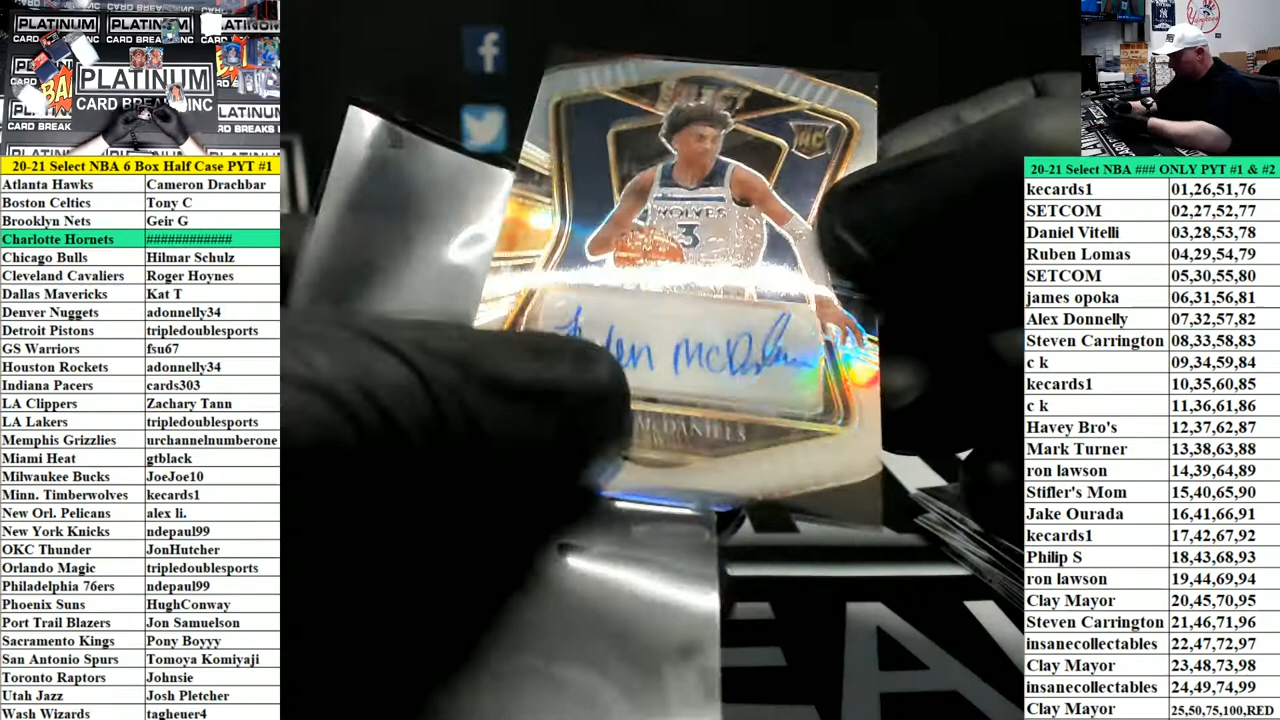 PLATINUM
CARD BREAKS INC
20-21 Select NBA 6 Box Half Case PYT #1
Atlanta Hawks Cameron Drachbar
Boston Celtics Tony C
Brooklyn Nets Geir G
Charlotte Hornets ############
Chicago Bulls Hilmar Schulz
Cleveland Cavaliers Roger Hoynes
Dallas Mavericks Kat T
Denver Nuggets adonnelly34
Detroit Pistons tripledoublesports
GS Warriors fsu67
Houston Rockets adonnelly34
Indiana Pacers cards303
LA Clippers Zachary Tann
LA Lakers tripledoublesports
Memphis Grizzlies urchannelnumberone
Miami Heat gtblack
Milwaukee Bucks JoeJoe10
Minn. Timberwolves kecards1
New Orl. Pelicans alex li.
New York Knicks ndepaul99
OKC Thunder JonHutcher
Orlando Magic tripledoublesports
Philadelphia 76ers ndepaul99
Phoenix Suns HughConway
Port Trail Blazers Jon Samuelson
Sacramento Kings Pony Boyyy
San Antonio Spurs Tomoya Komiyaji
Toronto Raptors Johnsie
Utah Jazz Josh Pletcher
Wash Wizards tagheuer4
SELECT
RC
WOLVES
3
McDANIELS
20-21 Select NBA ### ONLY PYT #1 & #2
kecards1 01,26,51,76
SETCOM 02,27,52,77
Daniel Vitelli 03,28,53,78
Ruben Lomas 04,29,54,79
SETCOM 05,30,55,80
james opoka 06,31,56,81
Alex Donnelly 07,32,57,82
Steven Carrington 08,33,58,83
c k 09,34,59,84
kecards1 10,35,60,85
c k 11,36,61,86
Havey Bro's 12,37,62,87
Mark Turner 13,38,63,88
ron lawson 14,39,64,89
Stifler's Mom 15,40,65,90
Jake Ourada 16,41,66,91
kecards1 17,42,67,92
Philip S 18,43,68,93
ron lawson 19,44,69,94
Clay Mayor 20,45,70,95
Steven Carrington 21,46,71,96
insanecollectables 22,47,72,97
Clay Mayor 23,48,73,98
insanecollectables 24,49,74,99
Clay Mayor 25,50,75,100,RED